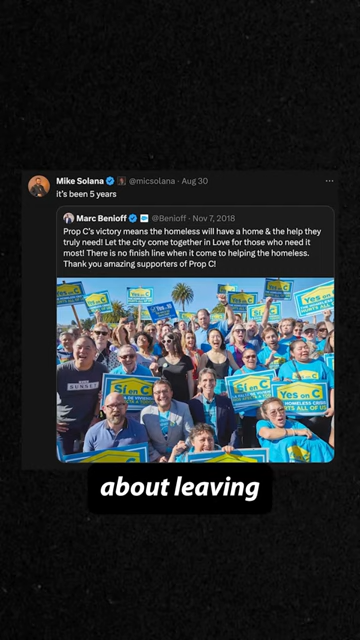 Mike Solana @micsolana · Aug 30
it's been 5 years
Marc Benioff @Benioff · Nov 7, 2018
Prop C's victory means the homeless will have a home & the help they
truly need! Let the city come together in Love for those who need it
most! There is no finish line when it come to helping the homeless.
Thank you amazing supporters of Prop C!
Yes on C
SUNSET
Sí en C
Yes on C
about leaving